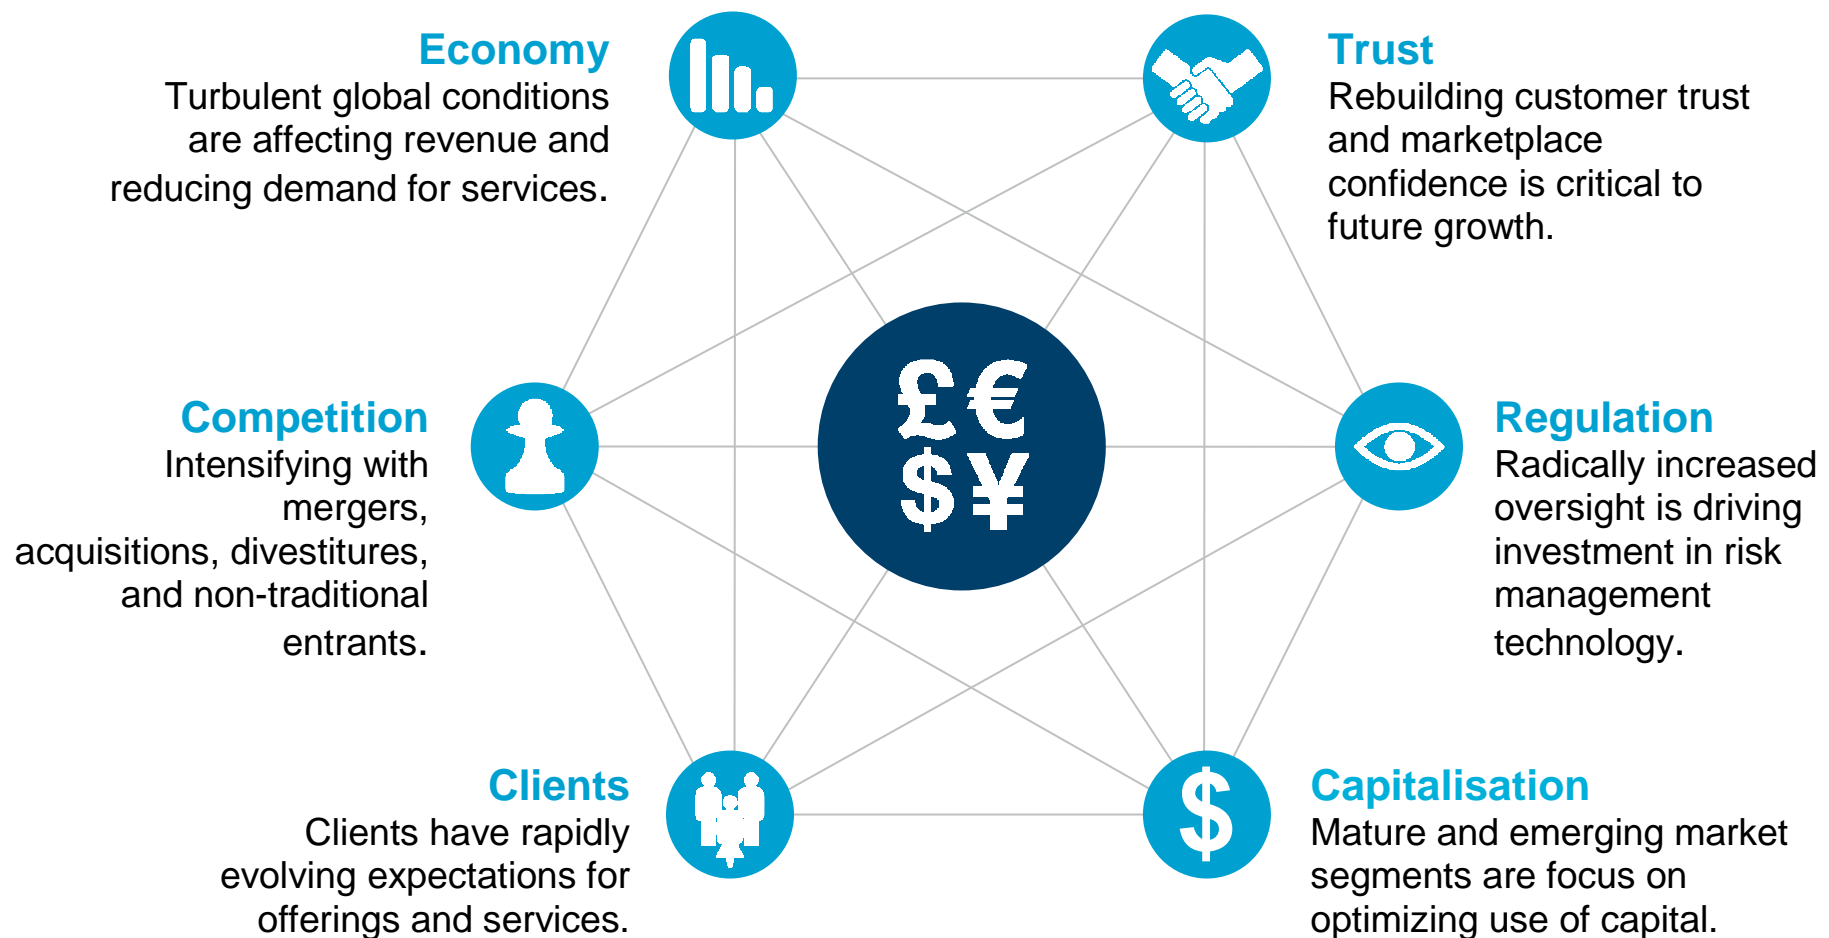 Economy
Turbulent global conditions
are affecting revenue and
reducing demand for services.
Trust
Rebuilding customer trust
and marketplace
confidence is critical to
future growth.
£€
$¥
Competition
Intensifying with
mergers,
acquisitions, divestitures,
and non-traditional
entrants.
Regulation
Radically increased
oversight is driving
investment in risk
management
technology.
Clients
Clients have rapidly
evolving expectations for
offerings and services.
$
Capitalisation
Mature and emerging market
segments are focus on
optimizing use of capital.